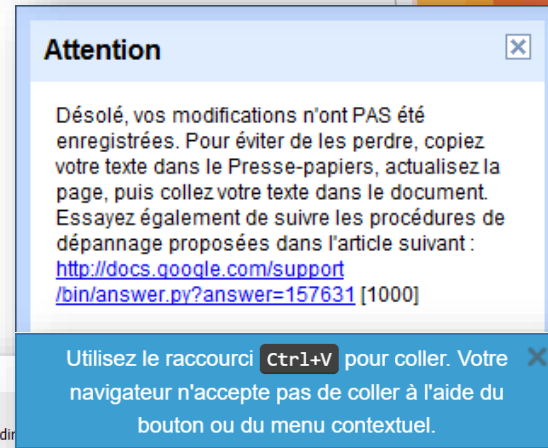 Attention
Désolé, vos modifications n'ont PAS été
enregistrées. Pour éviter de les perdre, copiez
votre texte dans le Presse-papiers, actualisez la
page, puis collez votre texte dans le document.
Essayez également de suivre les procédures de
dépannage proposées dans l'article suivant :
http://docs.google.com/support
/bin/answer.py?answer=157631 [1000]
Utilisez le raccourci Ctrl+V pour coller. Votre
navigateur n'accepte pas de coller à l'aide du
bouton ou du menu contextuel.